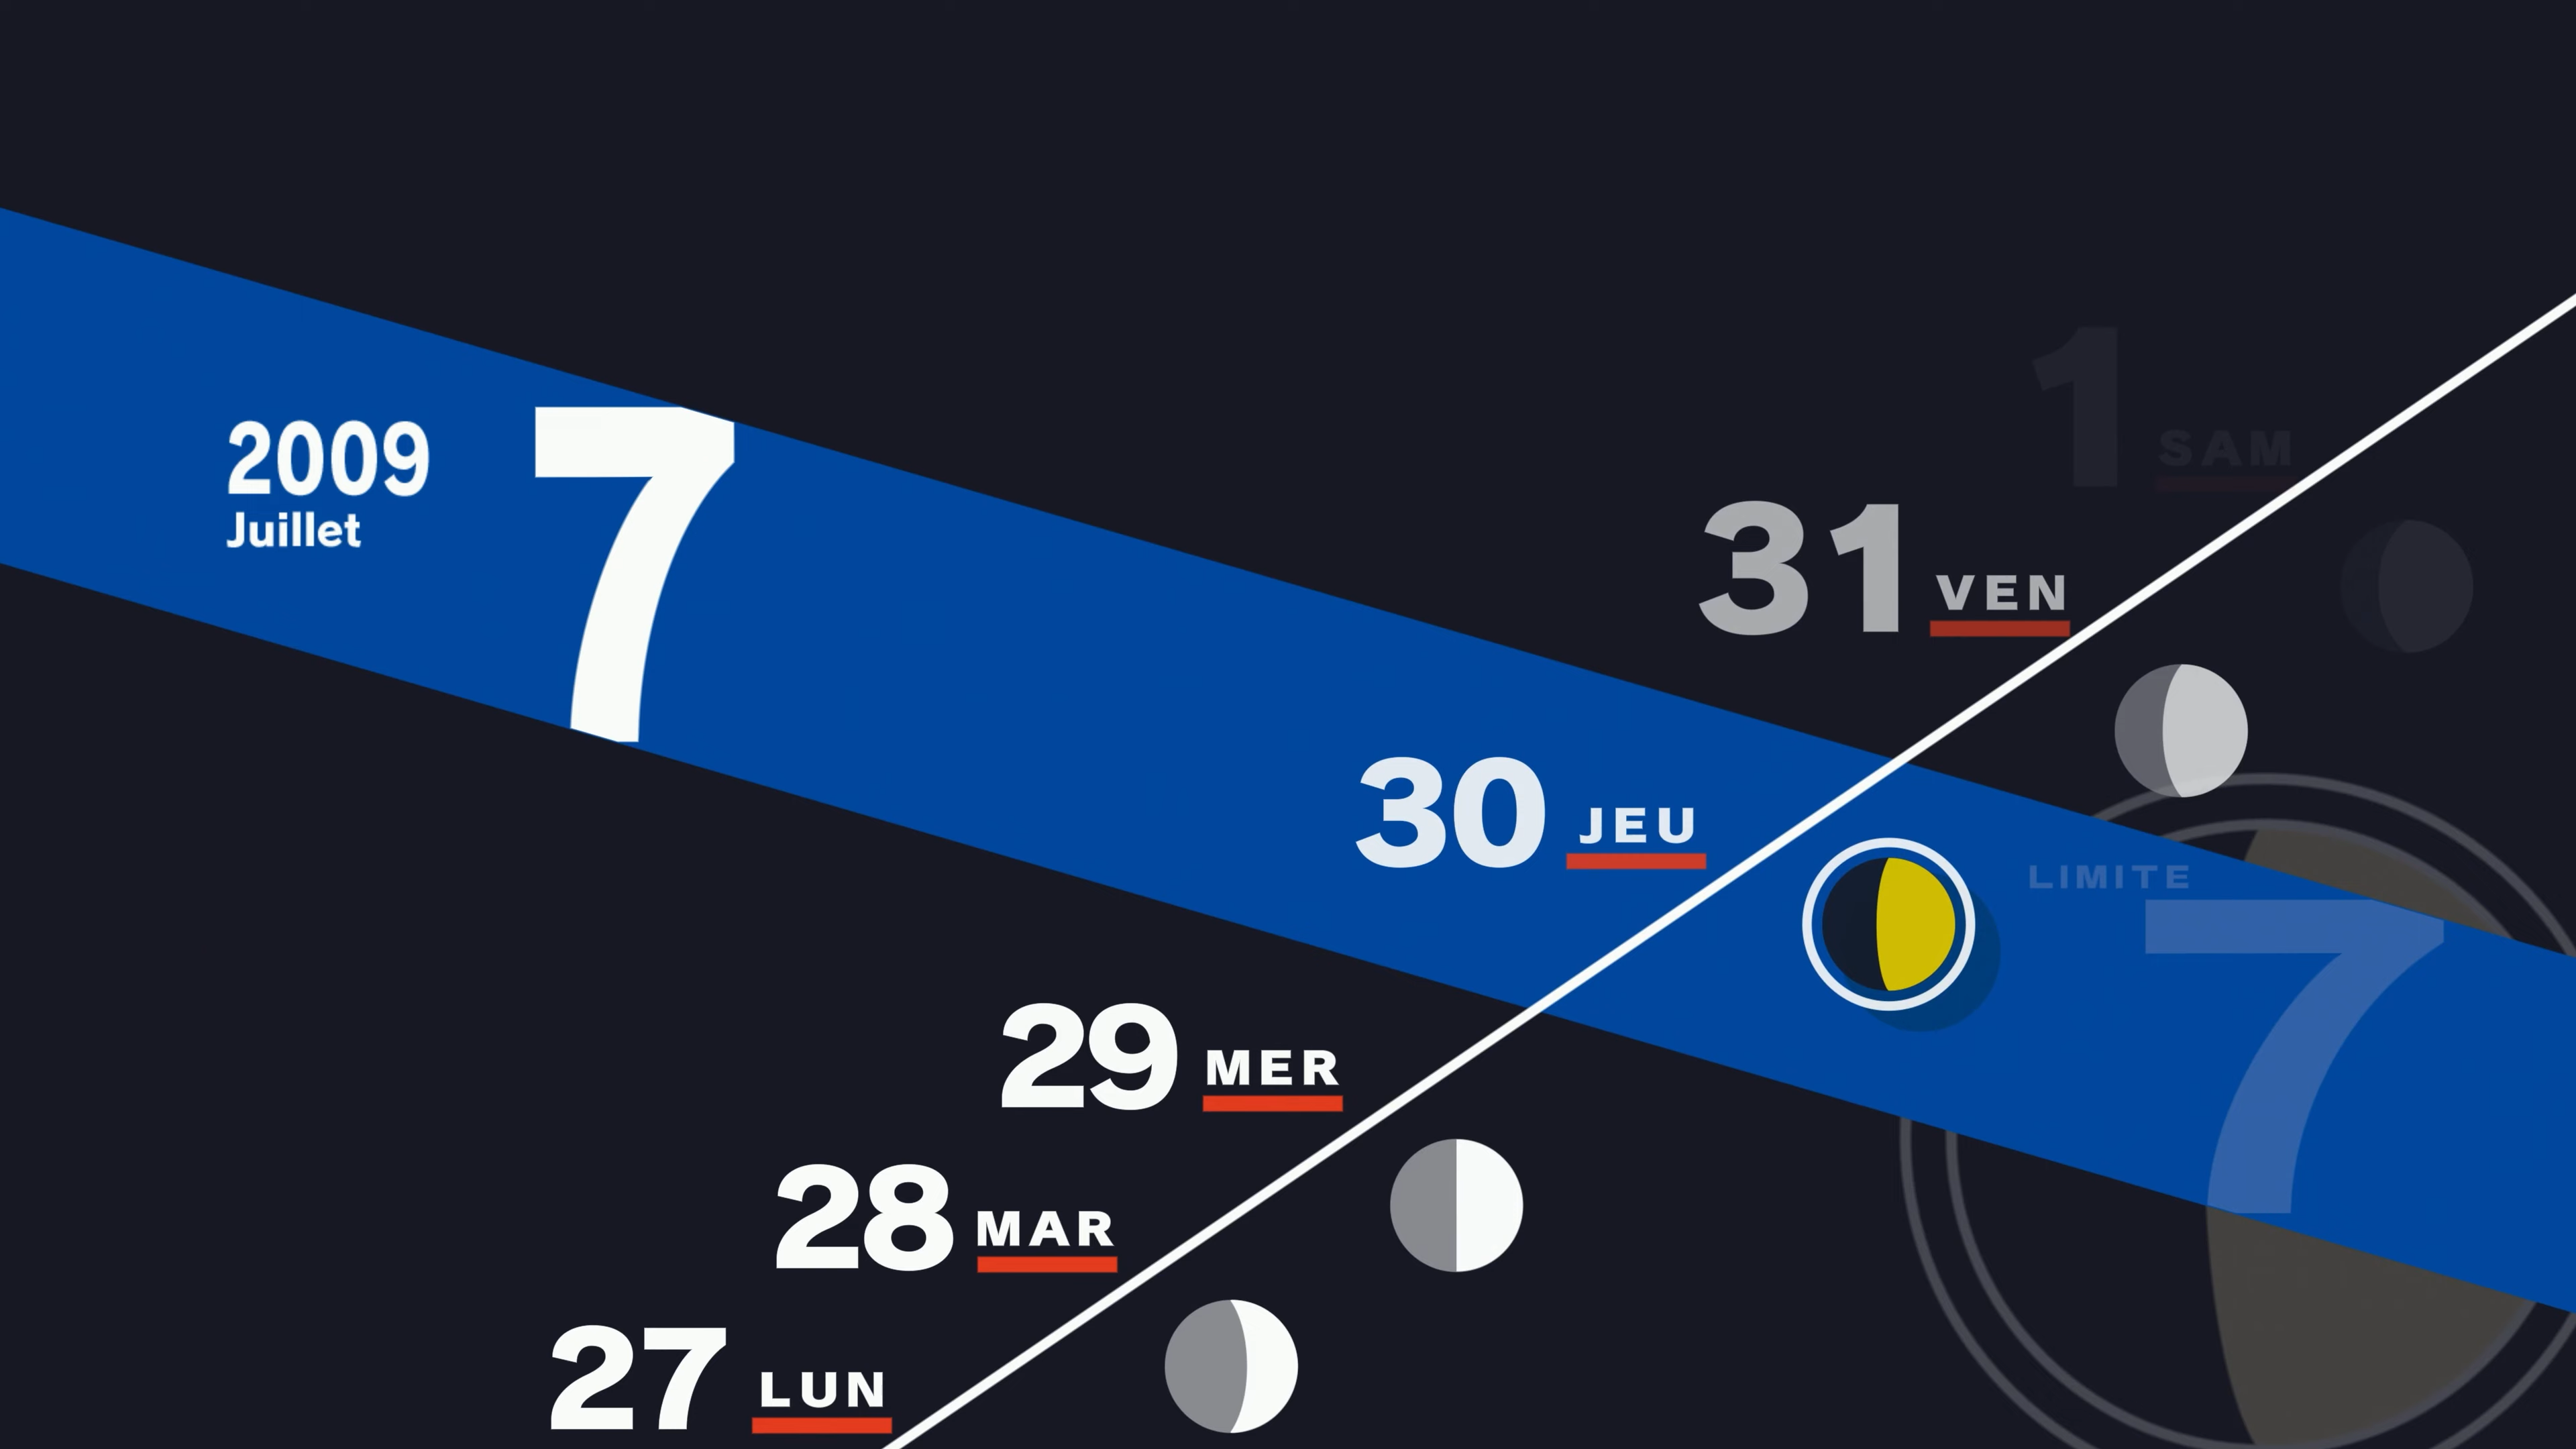 2009
Juillet
7
1 SAM
31 VEN
30 JEU
LIMITE
7
29 MER
28 MAR
27 LUN